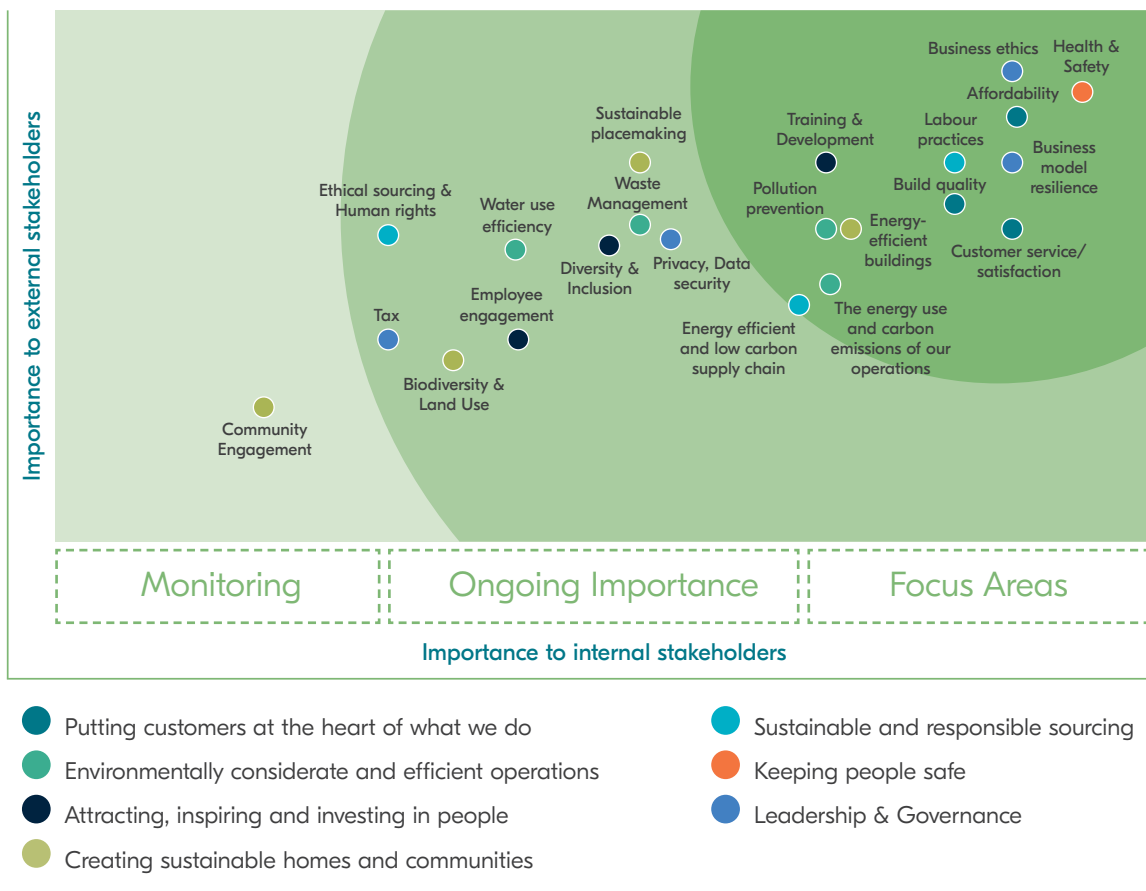 Importance to external stakeholders
Business ethics
Health &
Safety
Affordability
Sustainable
placemaking
Training &
Development
Labour
practices
Business
model
resilience
Ethical sourcing &
Human rights
Water use
efficiency
Waste
Management
Pollution
prevention
Build quality
Energy-
efficient
buildings
Customer service/
satisfaction
Diversity &
Inclusion
Privacy, Data
security
Tax
Employee
engagement
Energy efficient
and low carbon
supply chain
The energy use
and carbon
emissions of our
operations
Biodiversity &
Land Use
Community
Engagement
Monitoring
Ongoing Importance
Focus Areas
Importance to internal stakeholders
Putting customers at the heart of what we do
Environmentally considerate and efficient operations
Attracting, inspiring and investing in people
Creating sustainable homes and communities
Sustainable and responsible sourcing
Keeping people safe
Leadership & Governance